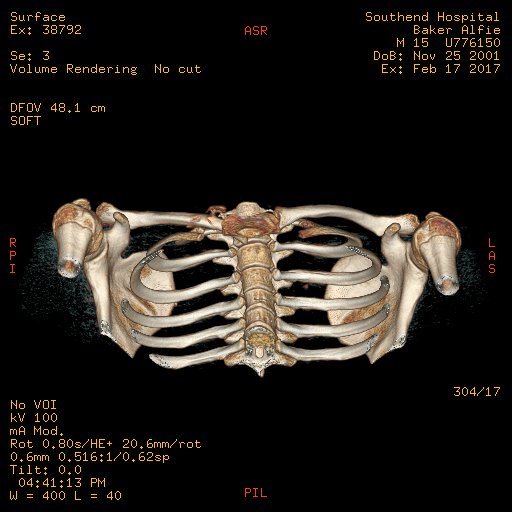 Surface
Ex: 38792
Se: 3
Volume Rendering No cut
DFOV 48.1 cm
SOFT
ASR
Southend Hospital
Baker Alfie
M 15 U776150
DoB: Nov 25 2001
Ex: Feb 17 2017
R
P
I
L
A
S
304/17
No VOI
kV 100
mA Mod.
Rot 0.80s/HE+ 20.6mm/rot
0.6mm 0.516:1/0.62sp
Tilt: 0.0
04:41:13 PM
W = 400 L = 40
PIL